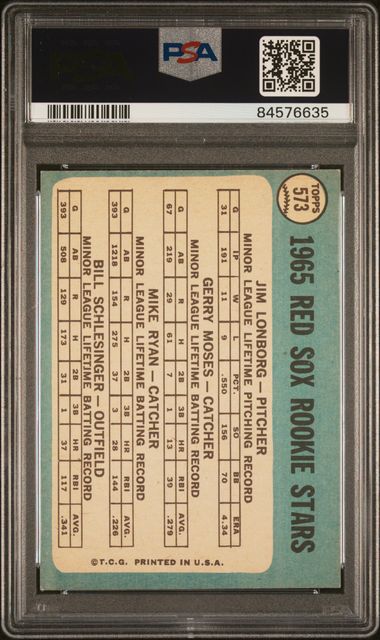 PSA
PSA
84576635
TOPPS
573
1965 RED SOX ROOKIE STARS
JIM LONBORG—PITCHER
MINOR LEAGUE LIFETIME PITCHING RECORD
G IP W L PCT. SO BB ERA
31 191 11 9 .550 156 70 4.34
GERRY MOSES—CATCHER
MINOR LEAGUE LIFETIME BATTING RECORD
G AB R H 2B 3B HR RBI AVG.
67 219 29 61 7 1 13 39 .279
MIKE RYAN—CATCHER
MINOR LEAGUE LIFETIME BATTING RECORD
G AB R H 2B 3B HR RBI AVG.
393 1218 154 275 37 3 28 144 .226
BILL SCHLESINGER—OUTFIELD
MINOR LEAGUE LIFETIME BATTING RECORD
G AB R H 2B 3B HR RBI AVG.
393 508 129 173 31 1 37 117 .341
©T.C.G. PRINTED IN U.S.A.